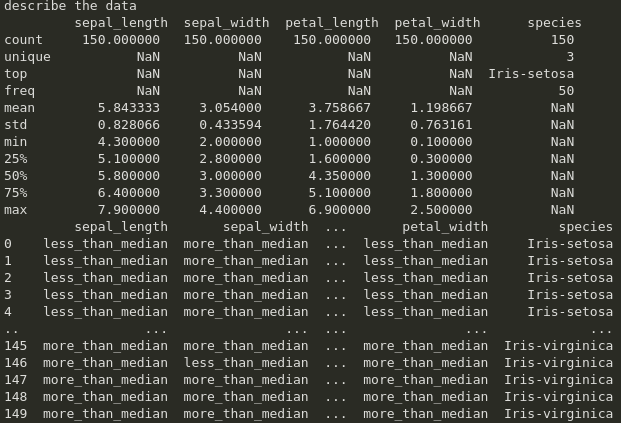 describe the data
         sepal_length  sepal_width  petal_length  petal_width      species
count      150.000000   150.000000    150.000000   150.000000          150
unique            NaN          NaN           NaN          NaN            3
top               NaN          NaN           NaN          NaN  Iris-setosa
freq              NaN          NaN           NaN          NaN           50
mean         5.843333     3.054000      3.758667     1.198667          NaN
std          0.828066     0.433594      1.764420     0.763161          NaN
min          4.300000     2.000000      1.000000     0.100000          NaN
25%          5.100000     2.800000      1.600000     0.300000          NaN
50%          5.800000     3.000000      4.350000     1.300000          NaN
75%          6.400000     3.300000      5.100000     1.800000          NaN
max          7.900000     4.400000      6.900000     2.500000          NaN
         sepal_length       sepal_width  ...       petal_width         species
0    less_than_median  more_than_median  ...  less_than_median     Iris-setosa
1    less_than_median  more_than_median  ...  less_than_median     Iris-setosa
2    less_than_median  more_than_median  ...  less_than_median     Iris-setosa
3    less_than_median  more_than_median  ...  less_than_median     Iris-setosa
4    less_than_median  more_than_median  ...  less_than_median     Iris-setosa
..                ...               ...  ...               ...             ...
145  more_than_median  more_than_median  ...  more_than_median  Iris-virginica
146  more_than_median  less_than_median  ...  more_than_median  Iris-virginica
147  more_than_median  more_than_median  ...  more_than_median  Iris-virginica
148  more_than_median  more_than_median  ...  more_than_median  Iris-virginica
149  more_than_median  more_than_median  ...  more_than_median  Iris-virginica